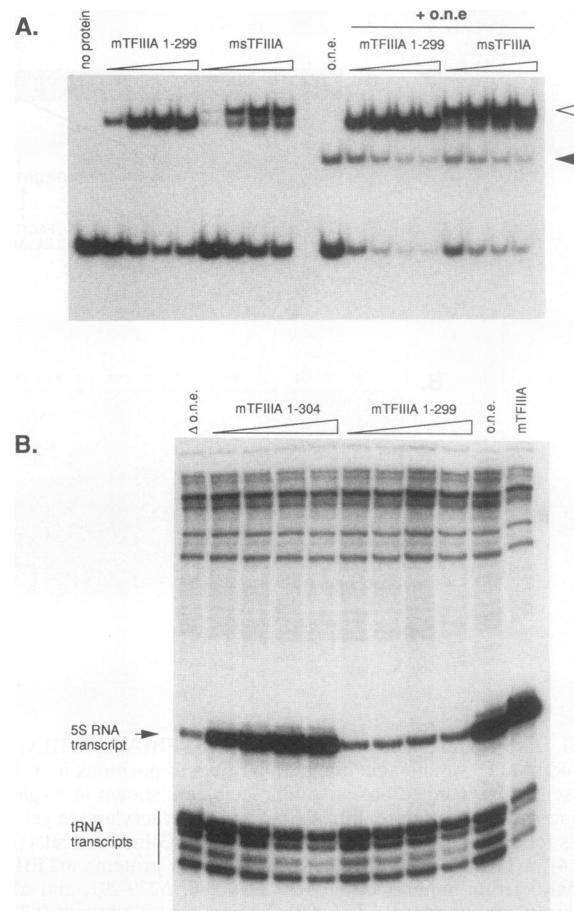 A.
+ o.n.e
no protein
mTFIIIA 1-299
msTFIIIA
o.n.e.
mTFIIIA 1-299
msTFIIIA
B.
Δ o.n.e.
mTFIIIA 1-304
mTFIIIA 1-299
o.n.e.
mTFIIIA
5S RNA
transcript
tRNA
transcripts